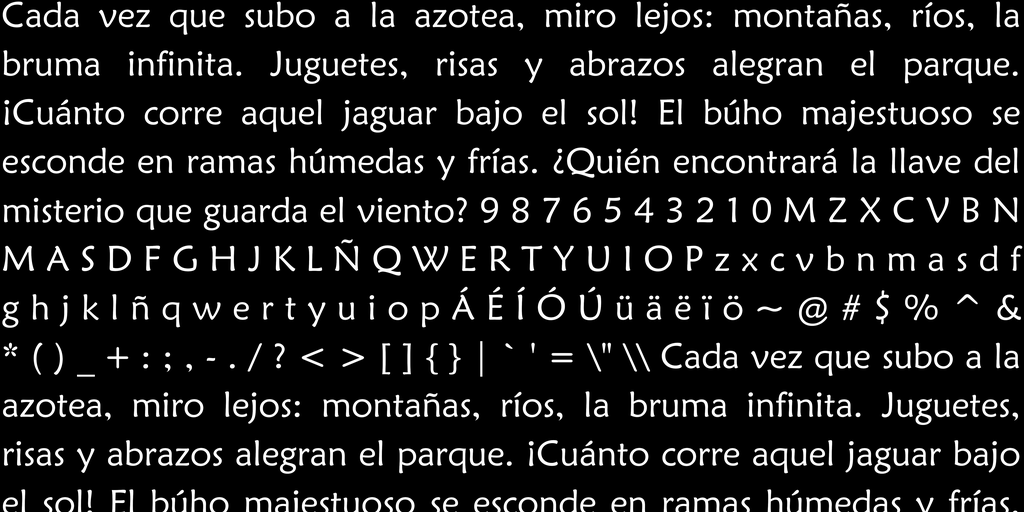 Cada vez que subo a la azotea, miro lejos: montañas, ríos, la
bruma infinita. Juguetes, risas y abrazos alegran el parque.
¡Cuánto corre aquel jaguar bajo el sol! El búho majestuoso se
esconde en ramas húmedas y frías. ¿Quién encontrará la llave del
misterio que guarda el viento? 9 8 7 6 5 4 3 2 1 0 M Z X C V B N
M A S D F G H J K L Ñ Q W E R T Y U I O P z x c v b n m a s d f
g h j k l ñ q w e r t y u i o p Á É Í Ó Ú ü ä ë ï ö ~ @ # $ % ^ &
* ( ) _ + : ; , - . / ? < > [ ] { } | ` ' = \" \\ Cada vez que subo a la
azotea, miro lejos: montañas, ríos, la bruma infinita. Juguetes,
risas y abrazos alegran el parque. ¡Cuánto corre aquel jaguar bajo
el sol! El búho majestuoso se esconde en ramas húmedas y frías.